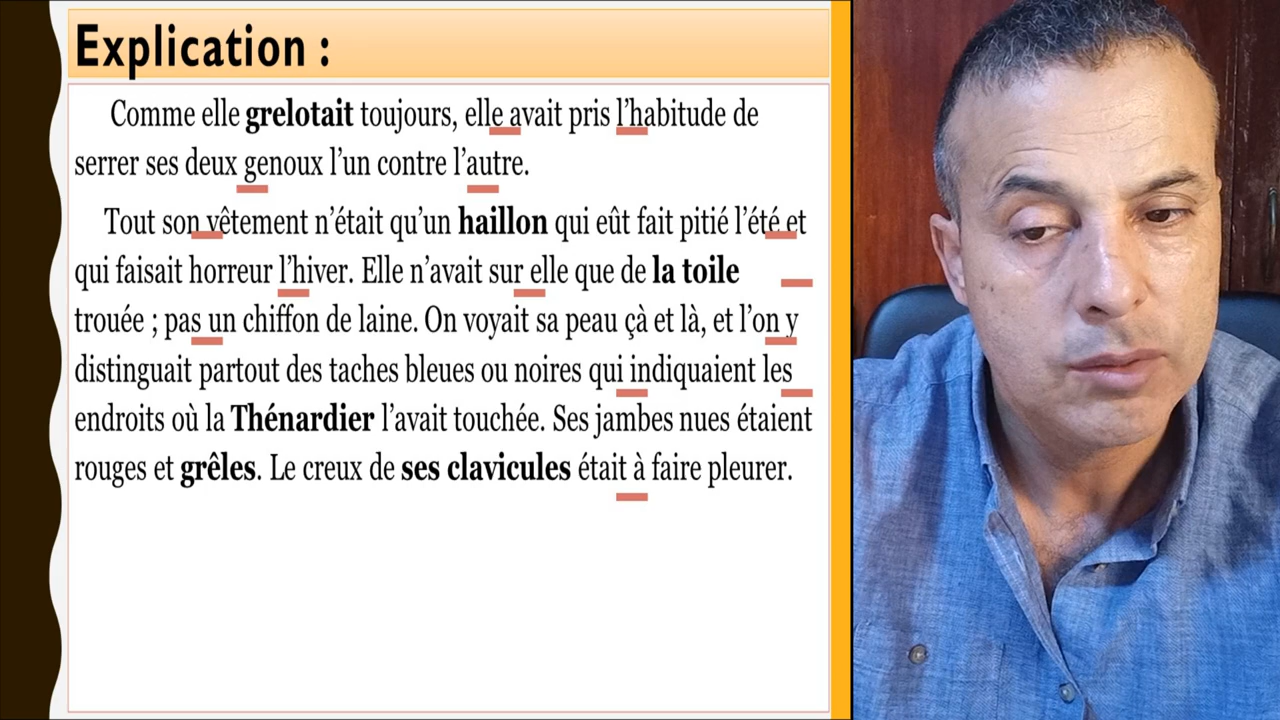 Explication :
Comme elle grelotait toujours, elle avait pris l’habitude de
serrer ses deux genoux l’un contre l’autre.
Tout son vêtement n’était qu’un haillon qui eût fait pitié l’été et
qui faisait horreur l’hiver. Elle n’avait sur elle que de la toile
trouée ; pas un chiffon de laine. On voyait sa peau çà et là, et l’on y
distinguait partout des taches bleues ou noires qui indiquaient les
endroits où la Thénardier l’avait touchée. Ses jambes nues étaient
rouges et grêles. Le creux de ses clavicules était à faire pleurer.